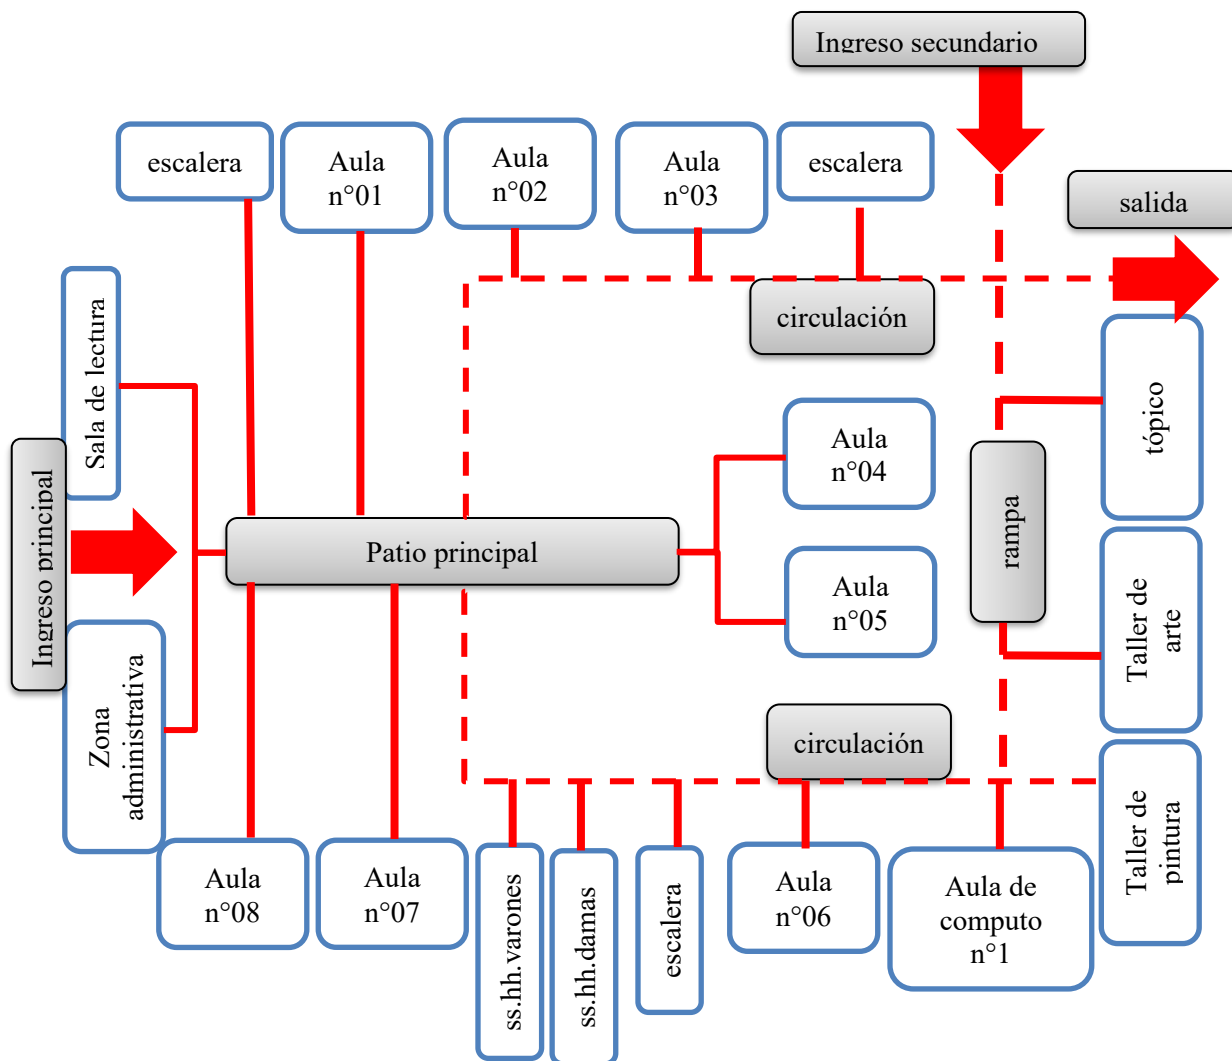 Ingreso secundario
escalera
Aula
n°01
Aula
n°02
Aula
n°03
escalera
salida
circulación
Sala de lectura
tópico
Aula
n°04
Ingreso principal
rampa
Patio principal
Aula
n°05
Taller de
arte
Zona
administrativa
circulación
Taller de
pintura
Aula
n°08
Aula
n°07
ss.hh.varones
ss.hh.damas
escalera
Aula
n°06
Aula de
computo
n°1